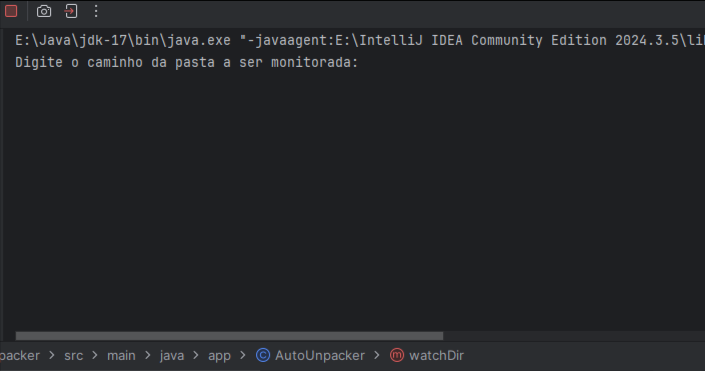 E:\Java\jdk-17\bin\java.exe "-javaagent:E:\IntelliJ IDEA Community Edition 2024.3.5\li
Digite o caminho da pasta a ser monitorada:
packer > src > main > java > app > AutoUnpacker > watchDir